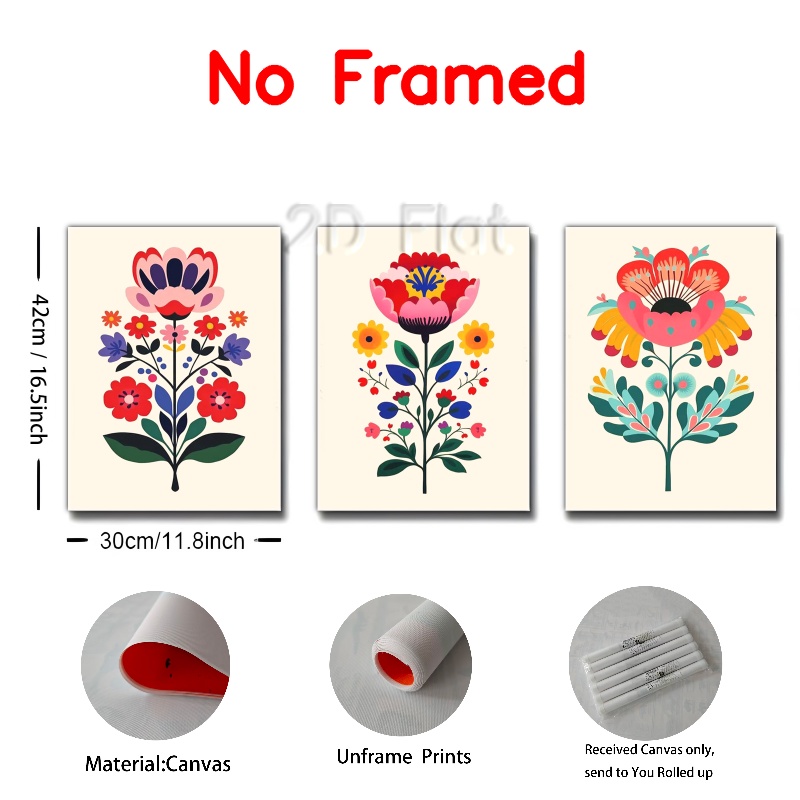 No Framed
2D Flat
42cm / 16.5inch
30cm/11.8inch
Material:Canvas
Unframe Prints
Received Canvas only,
send to You Rolled up